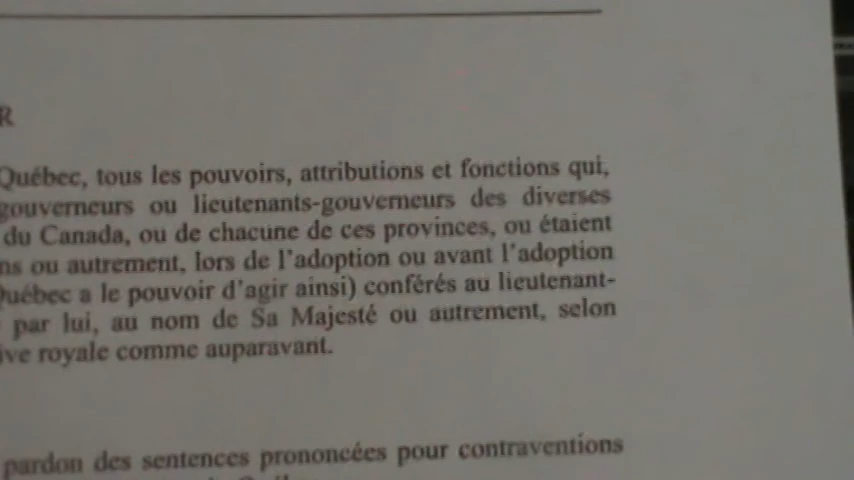 R
Québec, tous les pouvoirs, attributions et fonctions qui,
gouverneurs ou lieutenants-gouverneurs des diverses
du Canada, ou de chacune de ces provinces, ou étaient
ns ou autrement, lors de l'adoption ou avant l'adoption
Québec a le pouvoir d'agir ainsi) conférés au lieutenant-
par lui, au nom de Sa Majesté ou autrement, selon
ive royale comme auparavant.
pardon des sentences prononcées pour contraventions